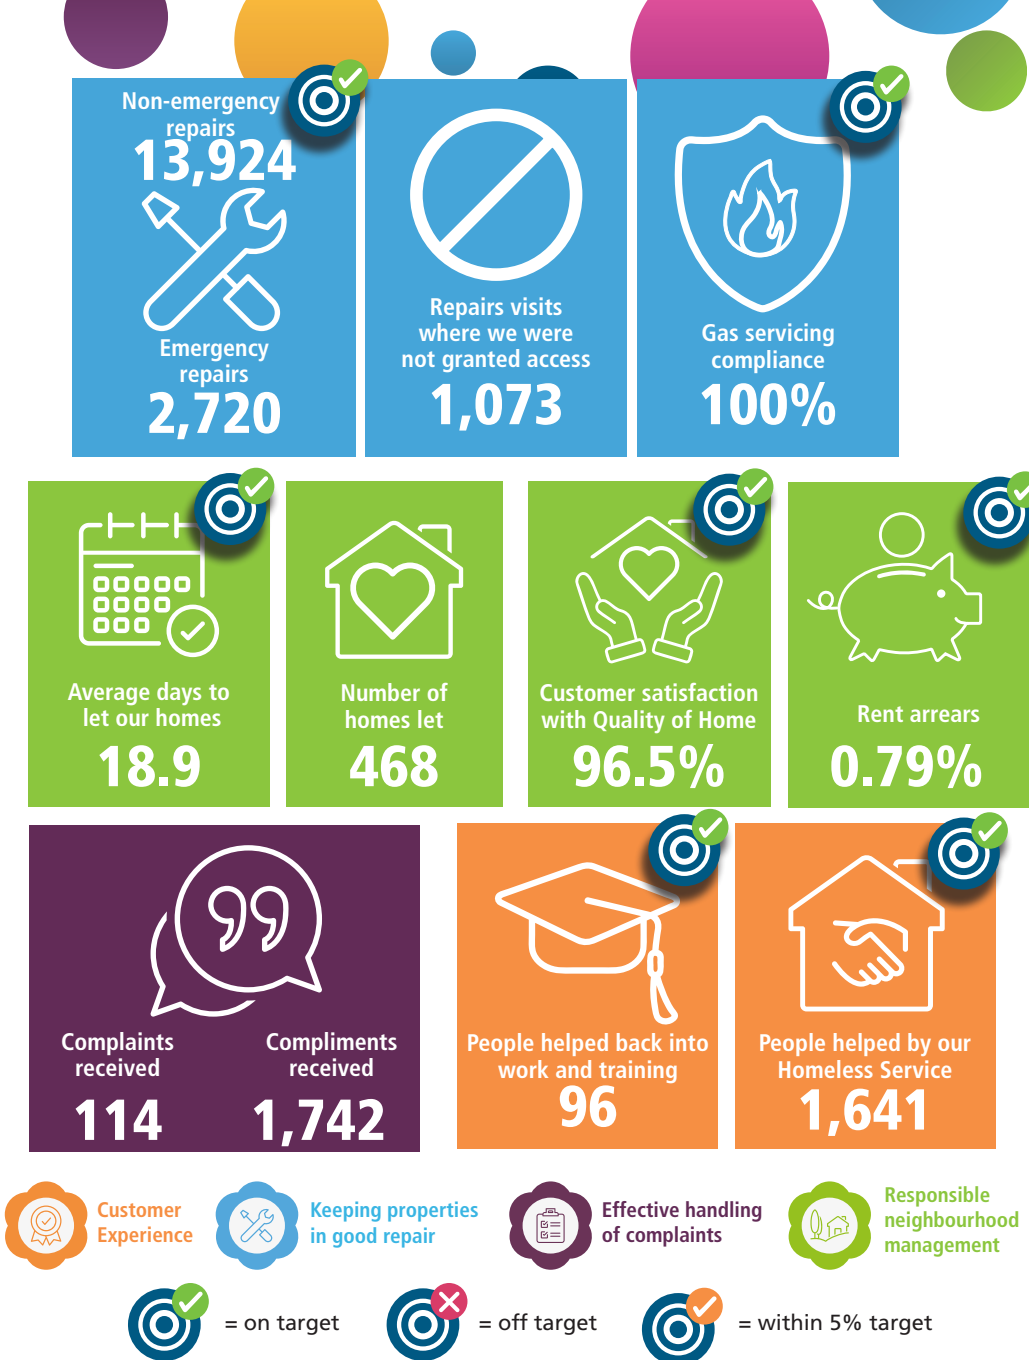 Non-emergency
repairs
13,924
Emergency
repairs
2,720
Repairs visits
where we were
not granted access
1,073
Gas servicing
compliance
100%
Average days to
let our homes
18.9
Number of
homes let
468
Customer satisfaction
with Quality of Home
96.5%
Rent arrears
0.79%
Complaints
received
114
Compliments
received
1,742
People helped back into
work and training
96
People helped by our
Homeless Service
1,641
Customer
Experience
Keeping properties
in good repair
Effective handling
of complaints
Responsible
neighbourhood
management
= on target
= off target
= within 5% target